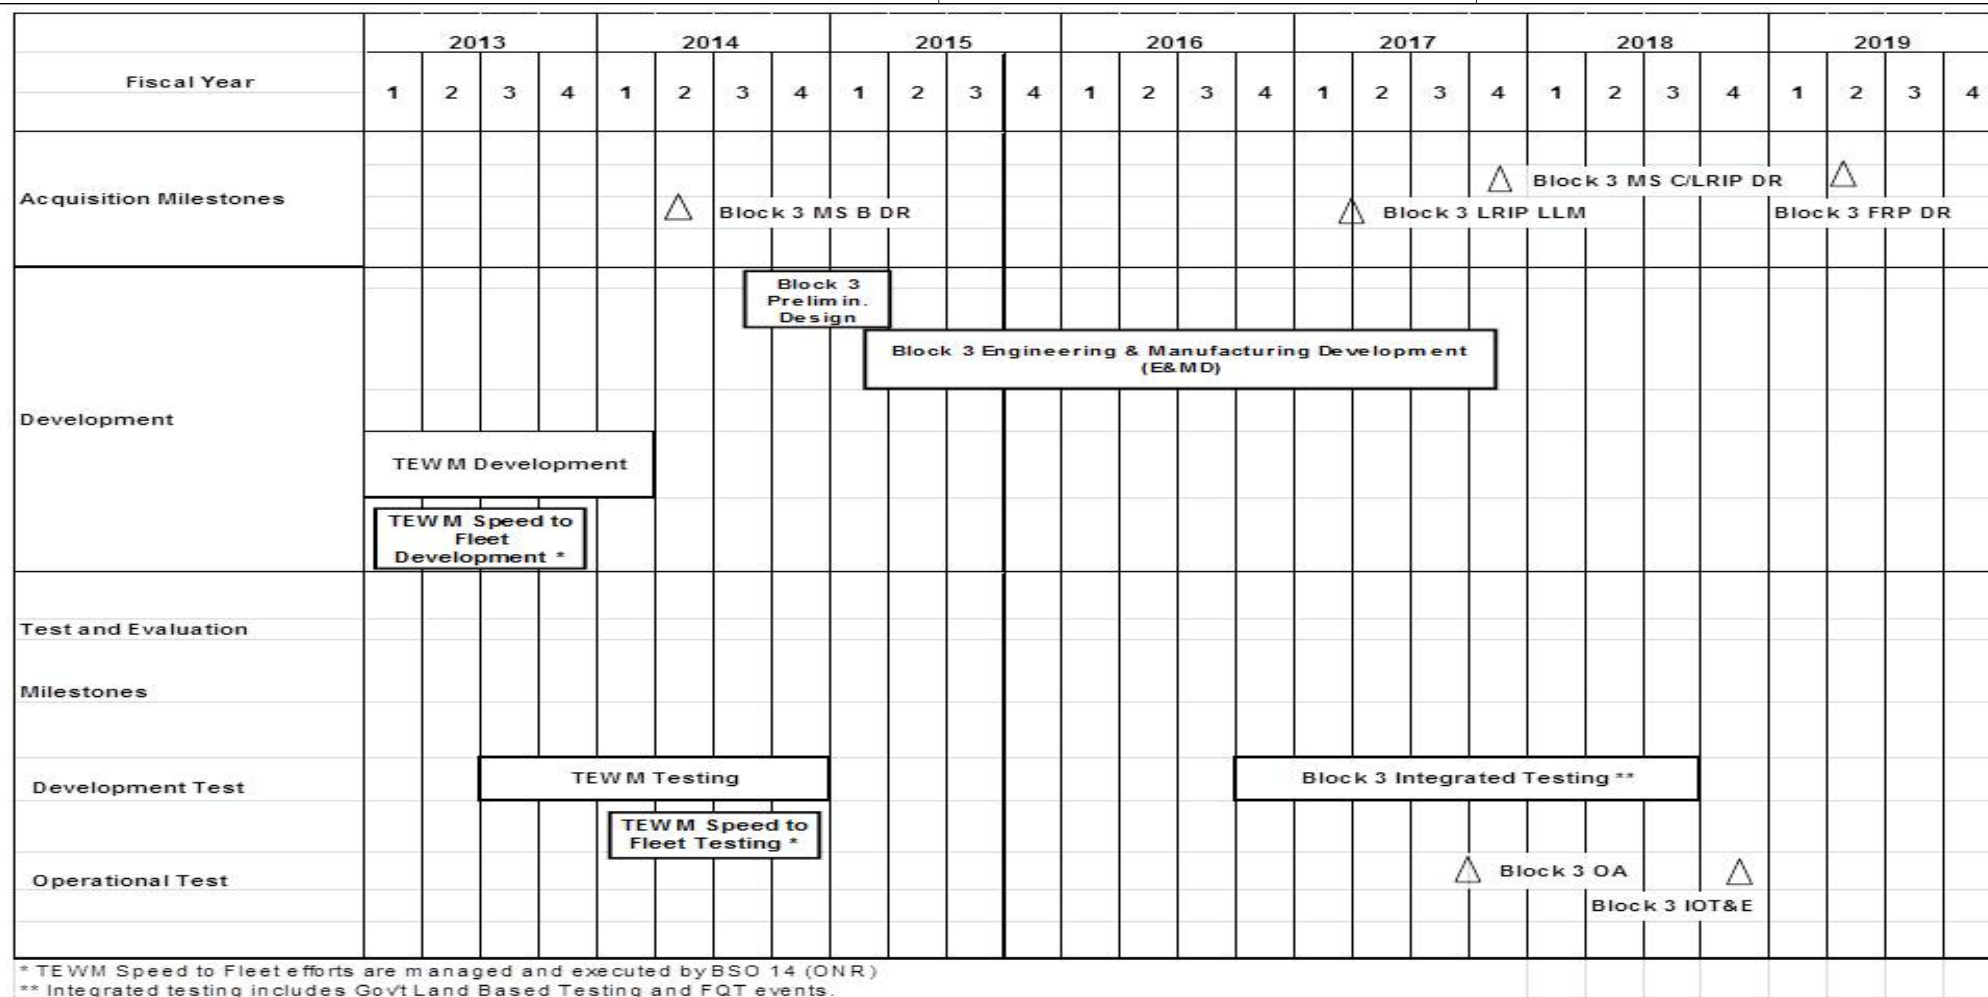 2013 2014 2015 2016 2017 2018 2019
Fiscal Year
1 2 3 4 1 2 3 4 1 2 3 4 1 2 3 4 1 2 3 4 1 2 3 4 1 2 3 4
Block 3 MS C/LRIP DR
Acquisition Milestones
Block 3 MS B DR
Block 3 LRIP LLM
Block 3 FRP DR
Block 3
Prelimin.
Design
Block 3 Engineering & Manufacturing Development
(E&MD)
Development
TEWM Development
TEWM Speed to
Fleet
Development *
Test and Evaluation
Milestones
Development Test
TEWM Testing
Block 3 Integrated Testing **
TEWM Speed to
Fleet Testing *
Operational Test
Block 3 OA
Block 3 IOT&E
* TEWM Speed to Fleet efforts are managed and executed by BSO 14 (ONR)
** Integrated testing includes Gov't Land Based Testing and FQT events.